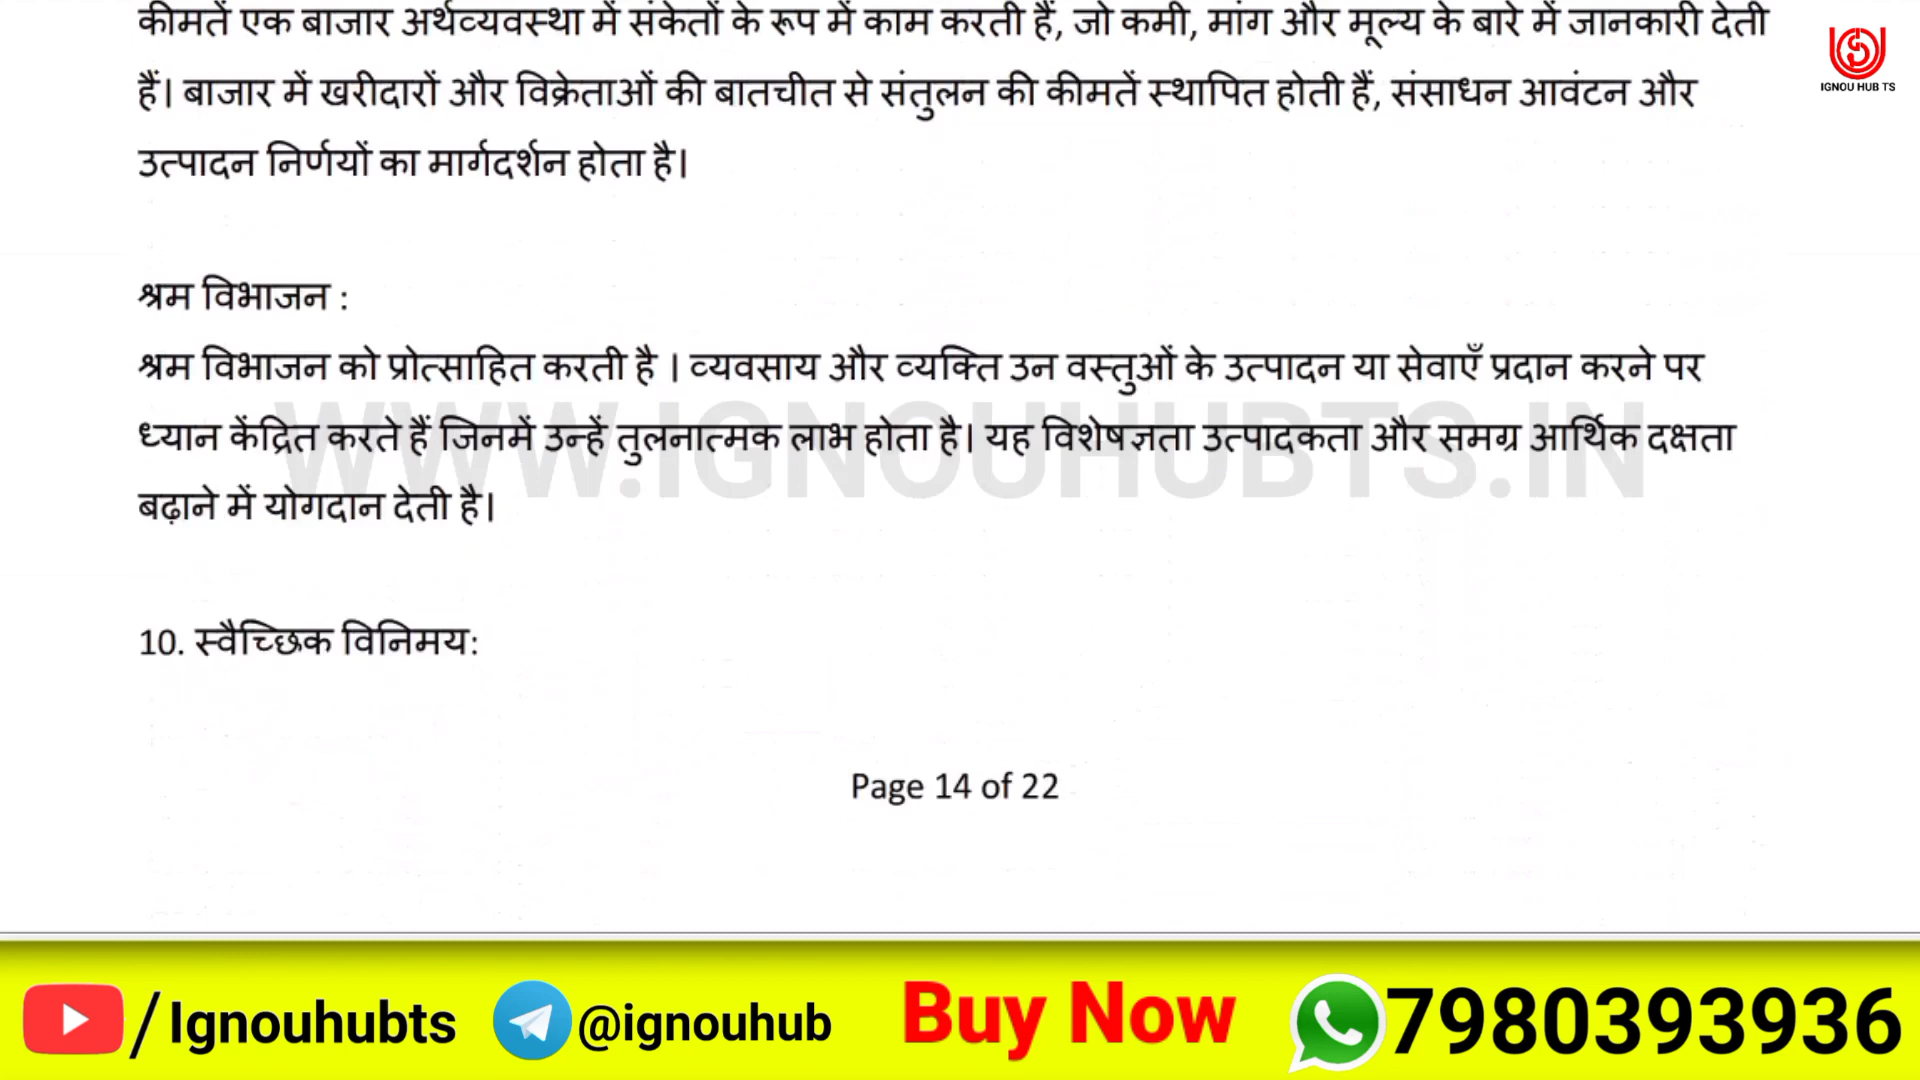 कीमतें एक बाजार अर्थव्यवस्था में संकेतों के रूप में काम करती हैं, जो कमी, मांग और मूल्य के बारे में जानकारी देती
हैं। बाजार में खरीदारों और विक्रेताओं की बातचीत से संतुलन की कीमतें स्थापित होती हैं, संसाधन आवंटन और
उत्पादन निर्णयों का मार्गदर्शन होता है।
IGNOU HUB TS
श्रम विभाजन :
श्रम विभाजन को प्रोत्साहित करती है । व्यवसाय और व्यक्ति उन वस्तुओं के उत्पादन या सेवाएँ प्रदान करने पर
ध्यान केंद्रित करते हैं जिनमें उन्हें तुलनात्मक लाभ होता है। यह विशेषज्ञता उत्पादकता और समग्र आर्थिक दक्षता
बढ़ाने में योगदान देती है।
WWW.IGNOUHUBTS.IN
10. स्वैच्छिक विनिमय:
Page 14 of 22
/Ignouhubts @ignouhub Buy Now 7980393936